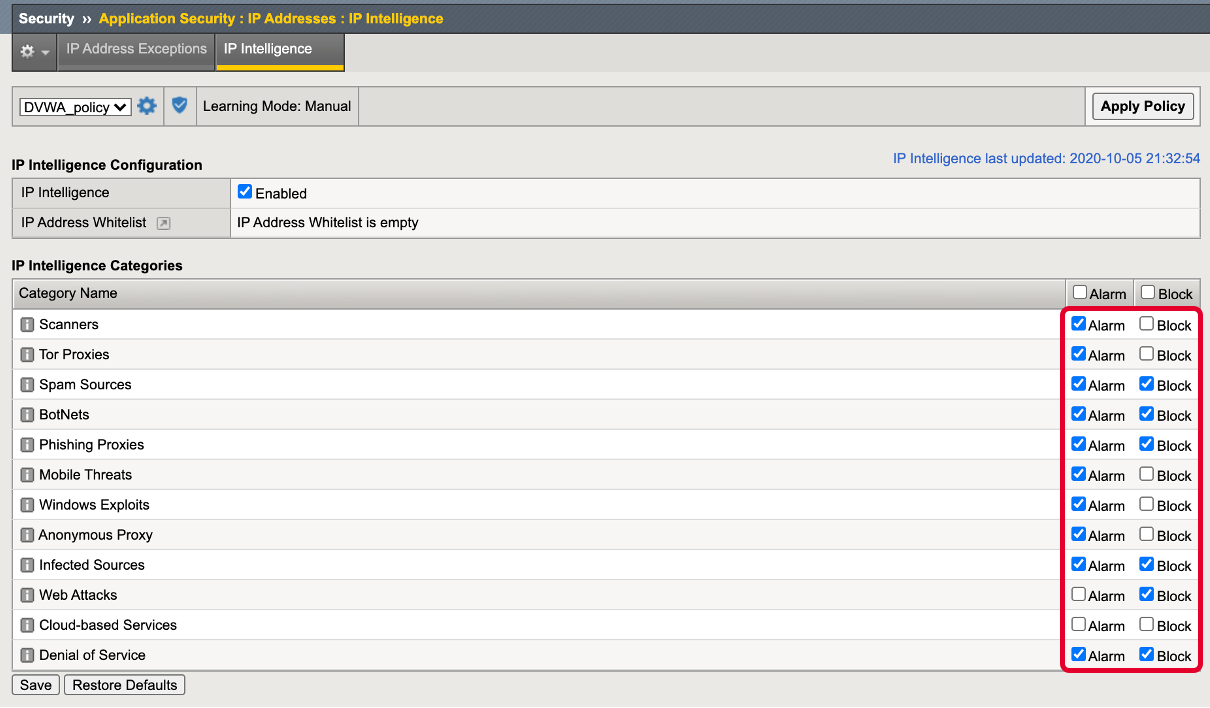 Security ›› Application Security : IP Addresses : IP Intelligence
IP Address Exceptions IP Intelligence
DVWA_policy Learning Mode: Manual Apply Policy
IP Intelligence Configuration IP Intelligence last updated: 2020-10-05 21:32:54
IP Intelligence Enabled
IP Address Whitelist IP Address Whitelist is empty
IP Intelligence Categories
Category Name Alarm Block
Scanners Alarm Block
Tor Proxies Alarm Block
Spam Sources Alarm Block
BotNets Alarm Block
Phishing Proxies Alarm Block
Mobile Threats Alarm Block
Windows Exploits Alarm Block
Anonymous Proxy Alarm Block
Infected Sources Alarm Block
Web Attacks Alarm Block
Cloud-based Services Alarm Block
Denial of Service Alarm Block
Save Restore Defaults